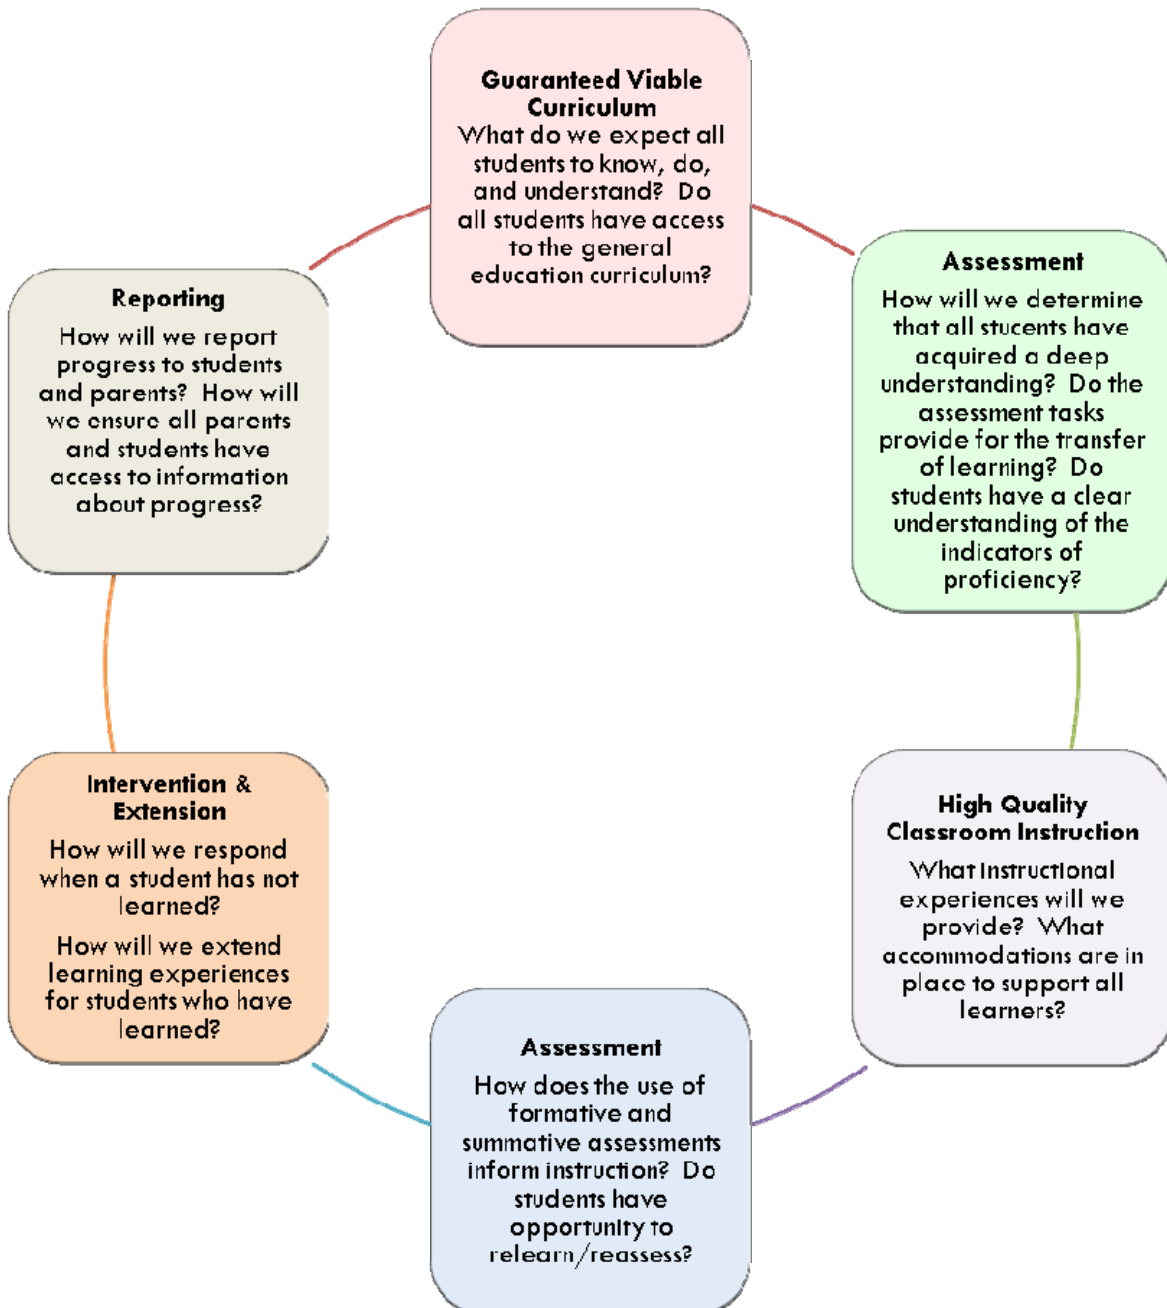 Guaranteed Viable
Curriculum
What do we expect all
students to know, do,
and understand?  Do
all students have access
to the general
education curriculum?
Assessment
How will we determine
that all stucents have
acquired a deep
understanding?  Do the
assessment tasks
provide for the transfer
of learning?  Do
students have a clear
understanding of the
indicators of
proficiency?
High Quality
Classroom Instruction
What instructional
experiences will we
provide?  What
accommodations are in
place to support all
learners?
Assessment
How does the use of
formative and
summative assessments
inform instruction?  Do
students have
opportunity to
relearn/reassess?
Intervention &
Extension
How will we respond
when a student has not
learned?
How will we extend
learning experiences
for students who have
learned?
Reporting
How will we report
progress to students
and parents?  How will
we ensure all parents
and students have
access to information
about progress?